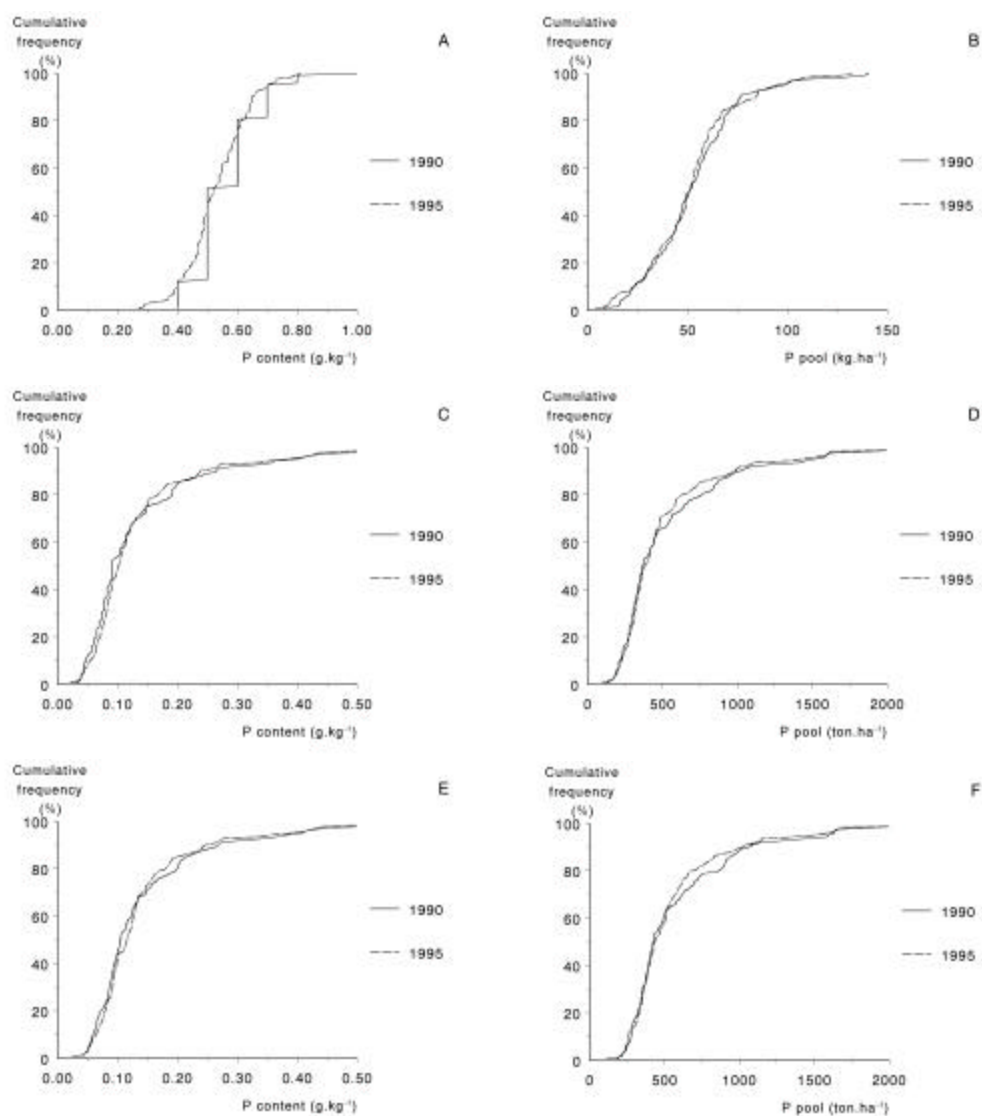 Cumulative
frequency
(%)
A
100
80
60
40
20
0
0.00 0.20 0.40 0.60 0.80 1.00
P content (g.kg⁻¹)
1990
1995
Cumulative
frequency
(%)
B
100
80
60
40
20
0
0 50 100 150
P pool (kg.ha⁻¹)
1990
1995
Cumulative
frequency
(%)
C
100
80
60
40
20
0
0.00 0.10 0.20 0.30 0.40 0.50
P content (g.kg⁻¹)
1990
1995
Cumulative
frequency
(%)
D
100
80
60
40
20
0
0 500 1000 1500 2000
P pool (ton.ha⁻¹)
1990
1995
Cumulative
frequency
(%)
E
100
80
60
40
20
0
0.00 0.10 0.20 0.30 0.40 0.50
P content (g.kg⁻¹)
1990
1995
Cumulative
frequency
(%)
F
100
80
60
40
20
0
0 500 1000 1500 2000
P pool (ton.ha⁻¹)
1990
1995